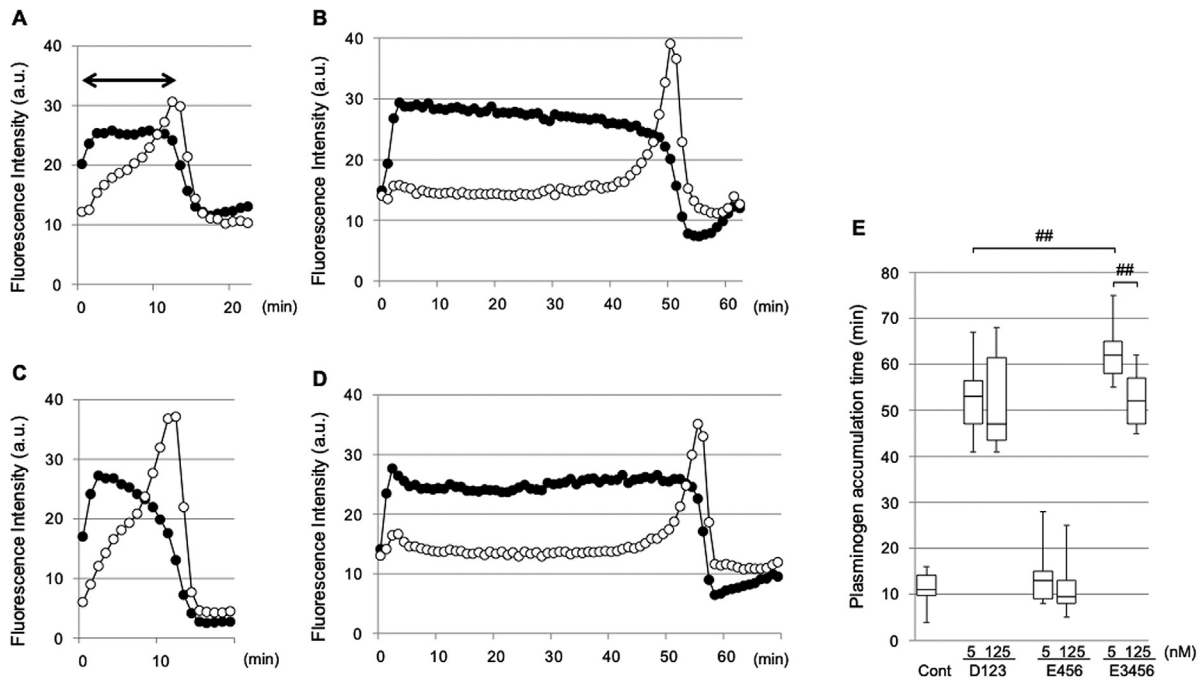 A
Fluorescence Intensity (a.u.)
40
30
20
10
0
0 10 20 (min)
B
Fluorescence Intensity (a.u.)
40
30
20
10
0
0 10 20 30 40 50 60 (min)
C
Fluorescence Intensity (a.u.)
40
30
20
10
0
0 10 (min)
D
Fluorescence Intensity (a.u.)
40
30
20
10
0
0 10 20 30 40 50 60 (min)
E
##
##
Plasminogen accumulation time (min)
80
70
60
50
40
30
20
10
0
5 125 5 125 5 125 (nM)
Cont D123 E456 E3456